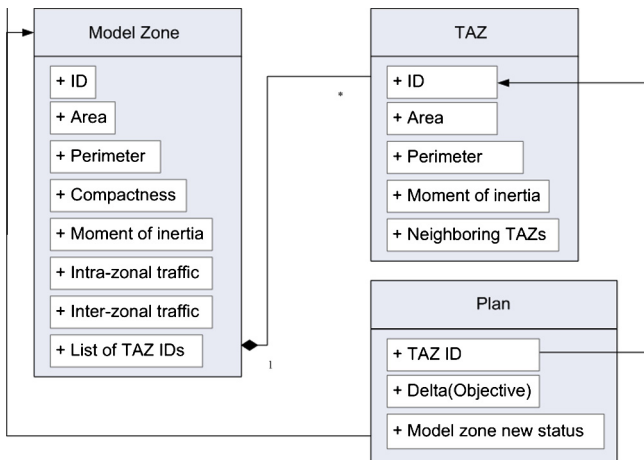 Model Zone
+ ID
+ Area
+ Perimeter
+ Compactness
+ Moment of inertia
+ Intra-zonal traffic
+ Inter-zonal traffic
+ List of TAZ IDs
*
1
TAZ
+ ID
+ Area
+ Perimeter
+ Moment of inertia
+ Neighboring TAZs
Plan
+ TAZ ID
+ Delta(Objective)
+ Model zone new status